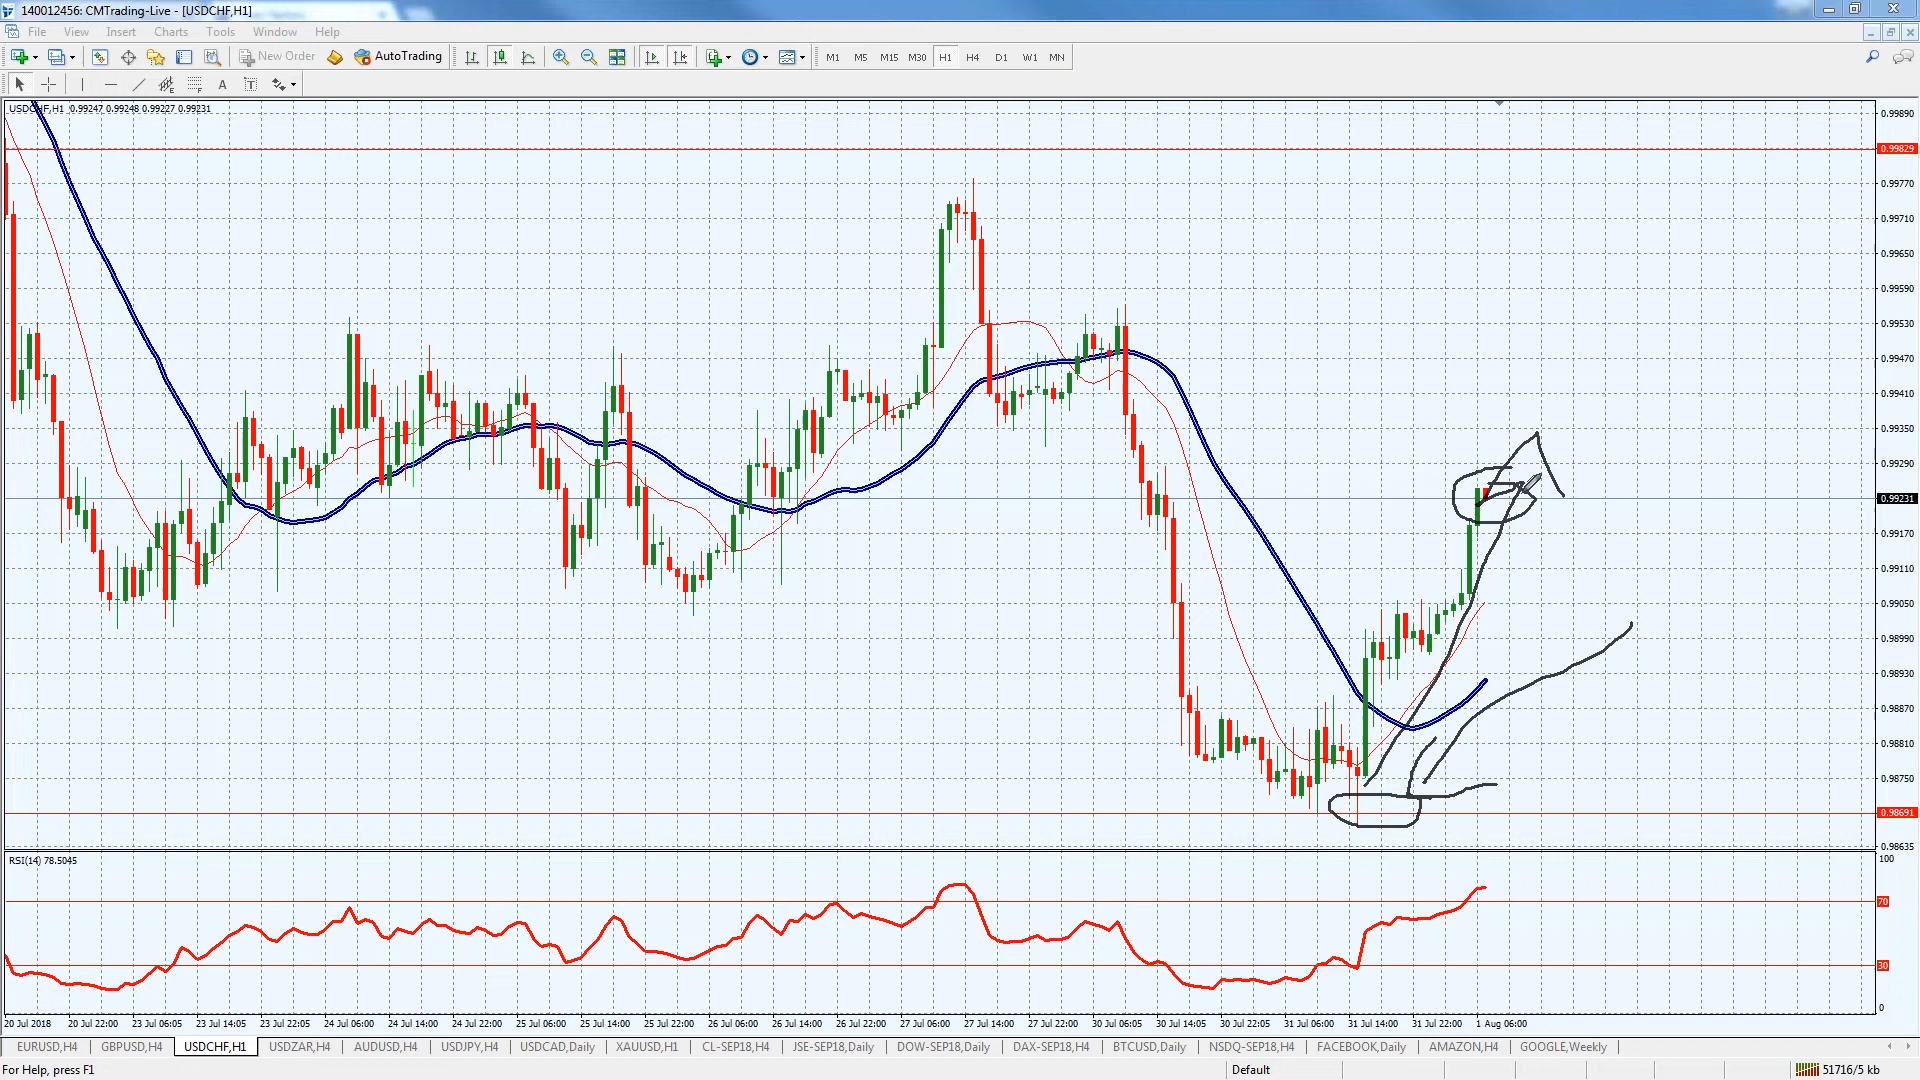 140012456: CMTrading-Live - [USDCHF,H1]
File View Insert Charts Tools Window Help
New Order AutoTrading M1 M5 M15 M30 H1 H4 D1 W1 MN
A T
USDCHF,H1 0.99247 0.99248 0.99227 0.99231
0.99890
0.99829
0.99770
0.99710
0.99650
0.99590
0.99530
0.99470
0.99410
0.99350
0.99290
0.99231
0.99170
0.99110
0.99050
0.98990
0.98930
0.98870
0.98810
0.98750
0.98691
0.98635
RSI(14) 78.5045
100
70
30
0
20 Jul 2018 20 Jul 22:00 23 Jul 06:05 23 Jul 14:05 23 Jul 22:05 24 Jul 06:00 24 Jul 14:00 24 Jul 22:00 25 Jul 06:00 25 Jul 14:00 25 Jul 22:00 26 Jul 06:00 26 Jul 14:00 26 Jul 22:00 27 Jul 06:00 27 Jul 14:00 27 Jul 22:00 30 Jul 06:05 30 Jul 14:05 30 Jul 22:05 31 Jul 06:00 31 Jul 14:00 31 Jul 22:00 1 Aug 06:00
EURUSD,H4 GBPUSD,H4 USDCHF,H1 USDZAR,H4 AUDUSD,H4 USDJPY,H4 USDCAD,Daily XAUUSD,H1 CL-SEP18,H4 JSE-SEP18,Daily DOW-SEP18,Daily DAX-SEP18,H4 BTCUSD,Daily NSDQ-SEP18,H4 FACEBOOK,Daily AMAZON,H4 GOOGLE,Weekly
For Help, press F1 Default 51716/5 kb